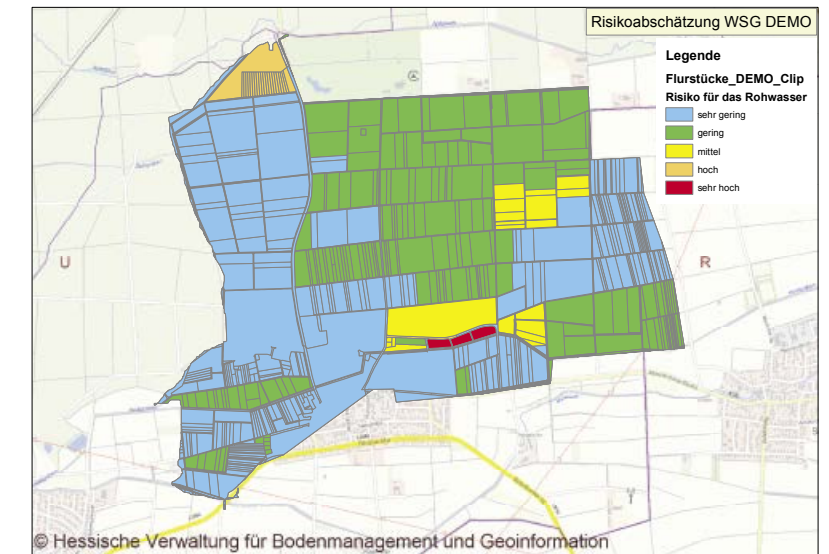 Risikoabschätzung WSG DEMO
Legende
Flurstücke_DEMO_Clip
Risiko für das Rohwasser
sehr gering
gering
mittel
hoch
sehr hoch
U
R
© Hessische Verwaltung für Bodenmanagement und Geoinformation